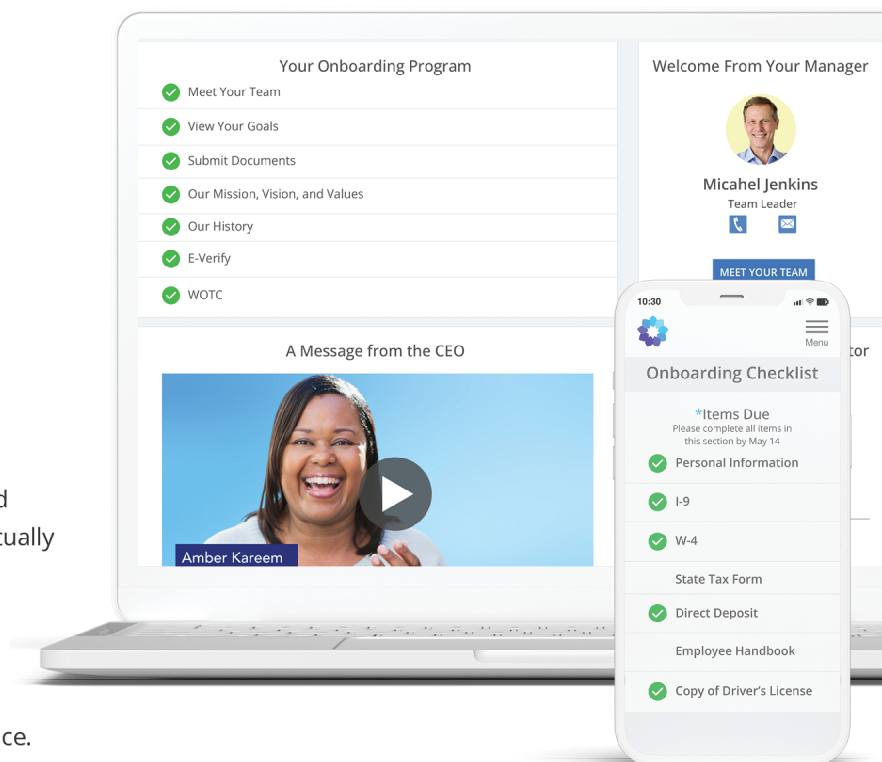 Your Onboarding Program
Meet Your Team
View Your Goals
Submit Documents
Our Mission, Vision, and Values
Our History
E-Verify
WOTC
Welcome From Your Manager
Micahel Jenkins
Team Leader
MEET YOUR TEAM
A Message from the CEO
Amber Kareem
tor
10:30
Menu
Onboarding Checklist
*Items Due
Please complete all items in
this section by May 14
Personal Information
I-9
W-4
State Tax Form
Direct Deposit
Employee Handbook
Copy of Driver's License
d
tually
ce.